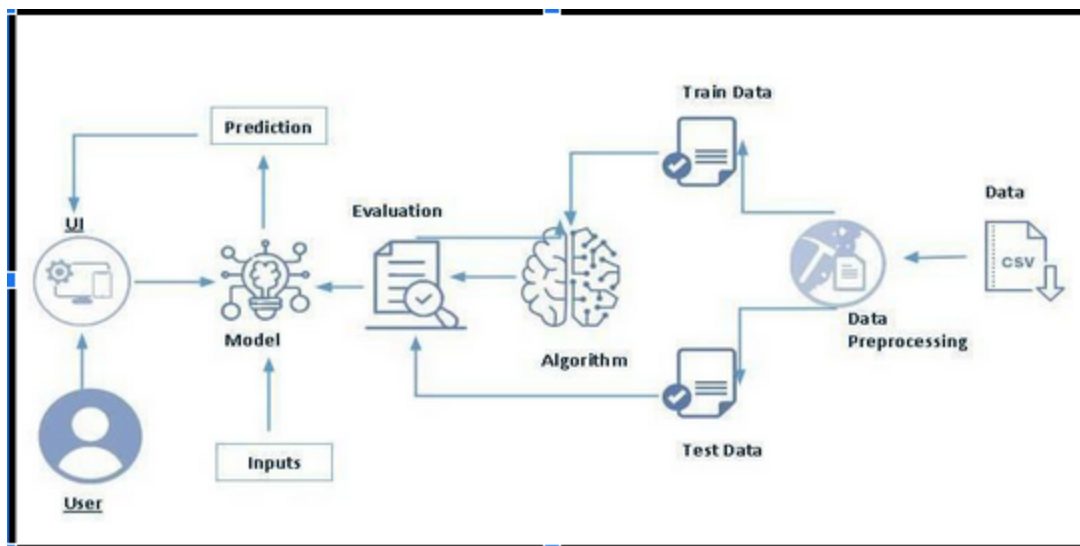 Train Data
Prediction
Data
Evaluation
UI
CSV
Data
Preprocessing
Model
Algorithm
Test Data
Inputs
User